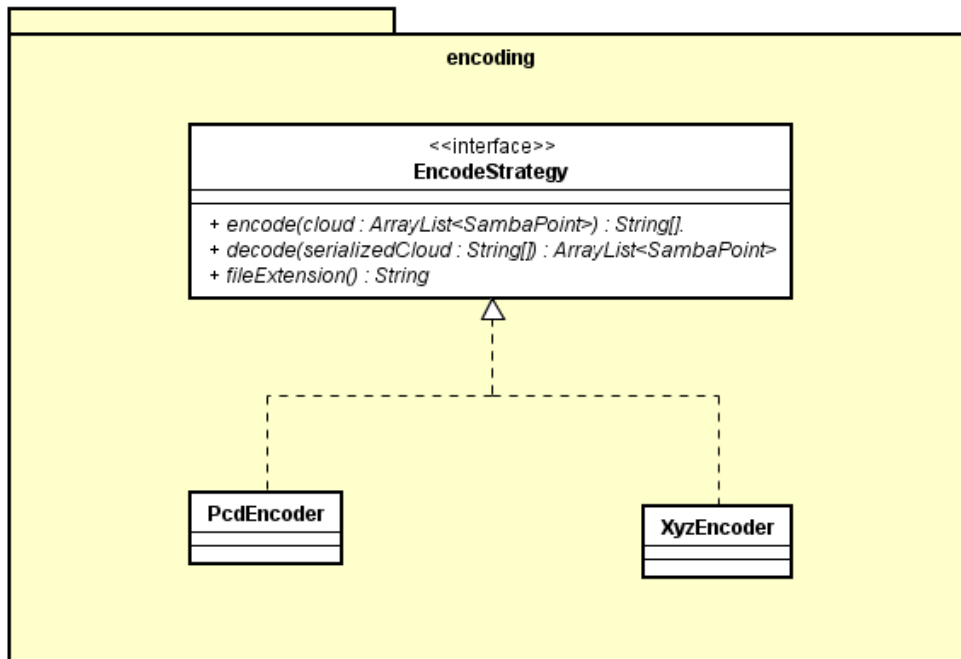 encoding
<<interface>>
EncodeStrategy
+ encode(cloud : ArrayList<SambaPoint>) : String[].
+ decode(serializedCloud : String[]) : ArrayList<SambaPoint>
+ fileExtension() : String
PcdEncoder
XyzEncoder